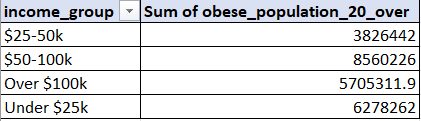 income_group Sum of obese_population_20_over
$25-50k 3826442
$50-100k 8560226
Over $100k 5705311.9
Under $25k 6278262